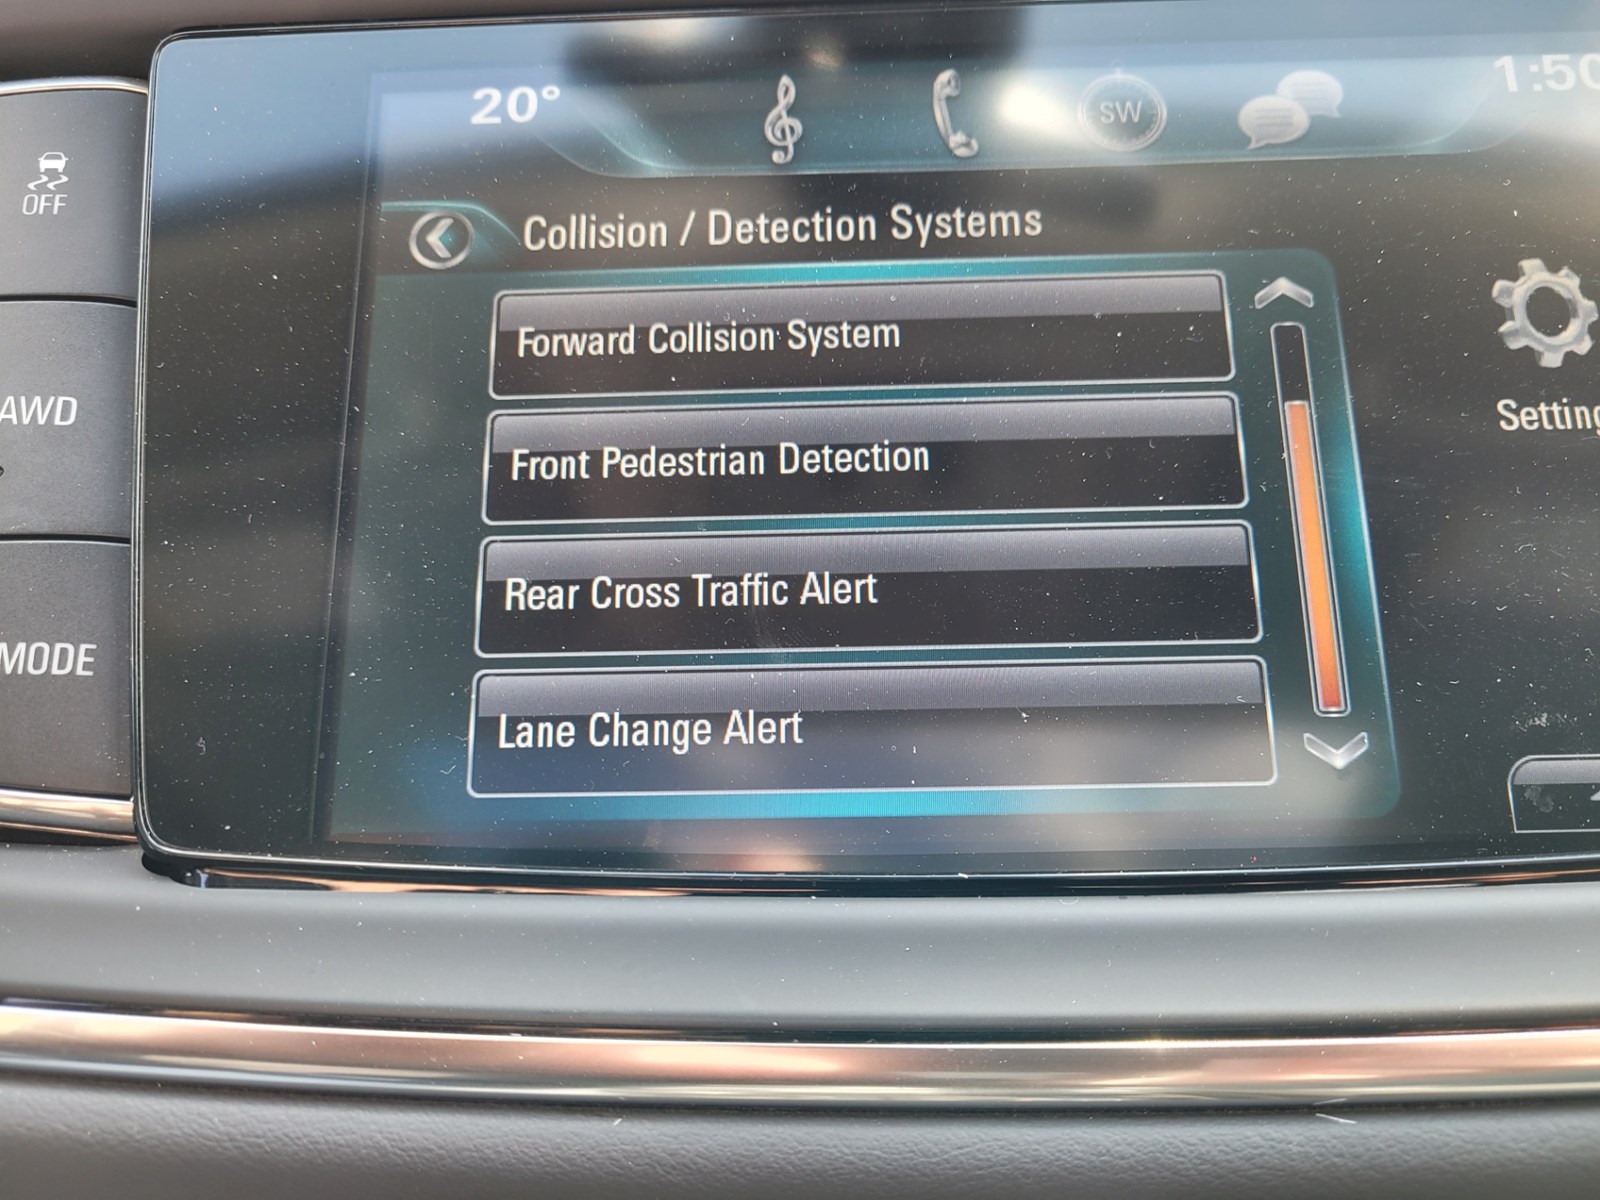 20°
SW
1:50
OFF
Collision / Detection Systems
Forward Collision System
AWD
Setting
Front Pedestrian Detection
Rear Cross Traffic Alert
MODE
Lane Change Alert